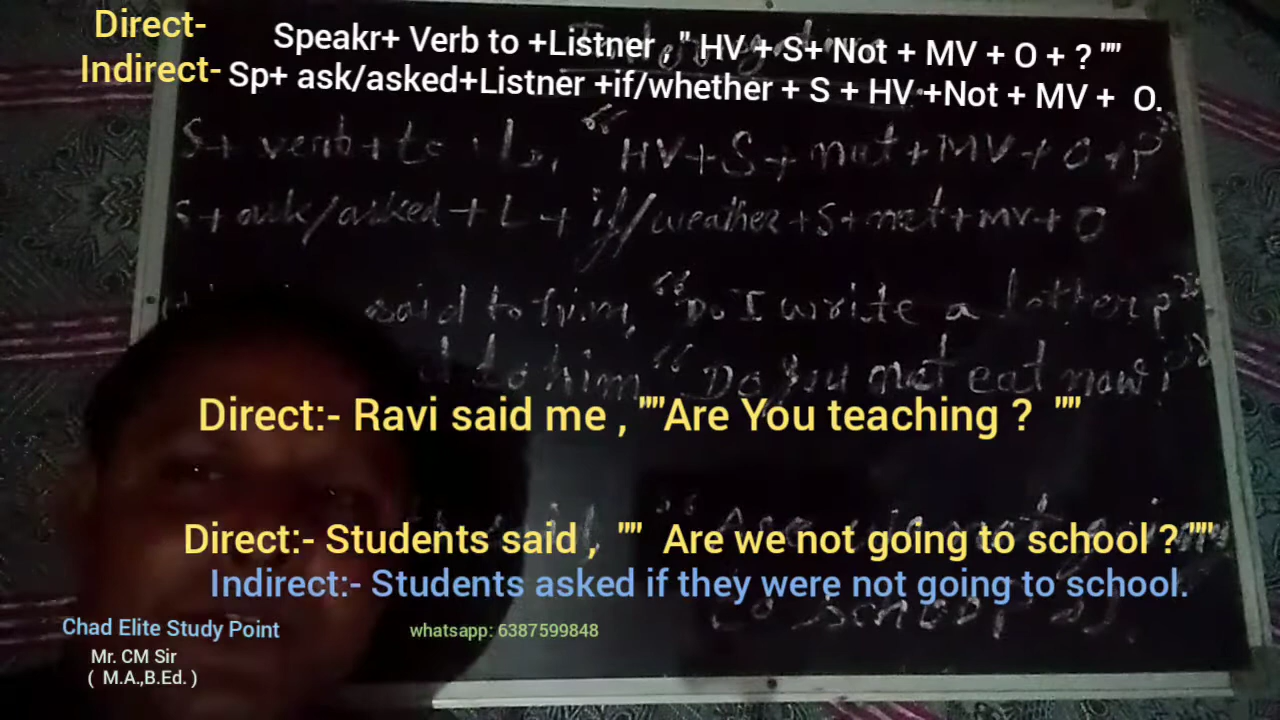 Direct-
Speakr+ Verb to +Listner , " HV + S+ Not + MV + O + ? ""
Indirect-
Sp+ ask/asked+Listner +if/whether + S + HV +Not + MV + O.
S+ verb+to , “HV+S+not+MV+O+?”
S+ask/asked+L+if/weather+S+not+mv+O
said to him, “Do I write a letter?”
to him “Do you not eat now?”
Direct:- Ravi said me , ""Are You teaching ? ""
Direct:- Students said , "" Are we not going to school ? ""
Indirect:- Students asked if they were not going to school.
to school ?”
Chad Elite Study Point
whatsapp: 6387599848
Mr. CM Sir
( M.A.,B.Ed. )